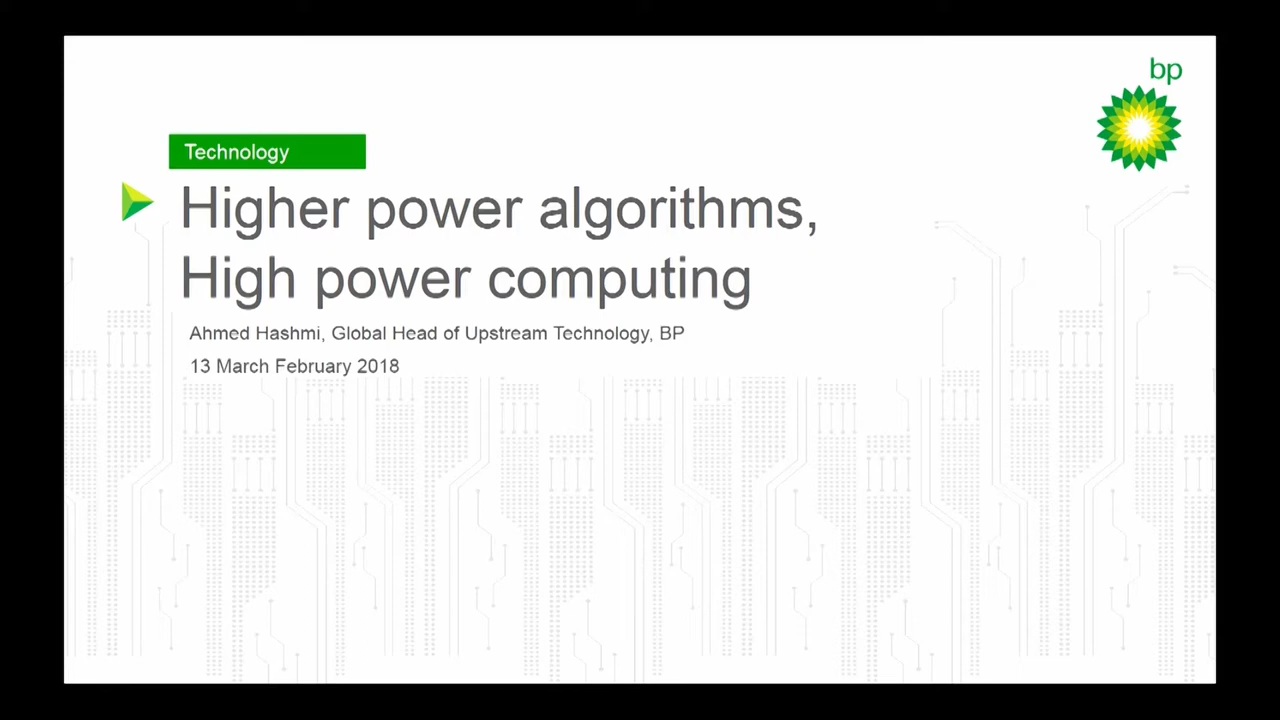 bp
Technology
Higher power algorithms,
High power computing
Ahmed Hashmi, Global Head of Upstream Technology, BP
13 March February 2018